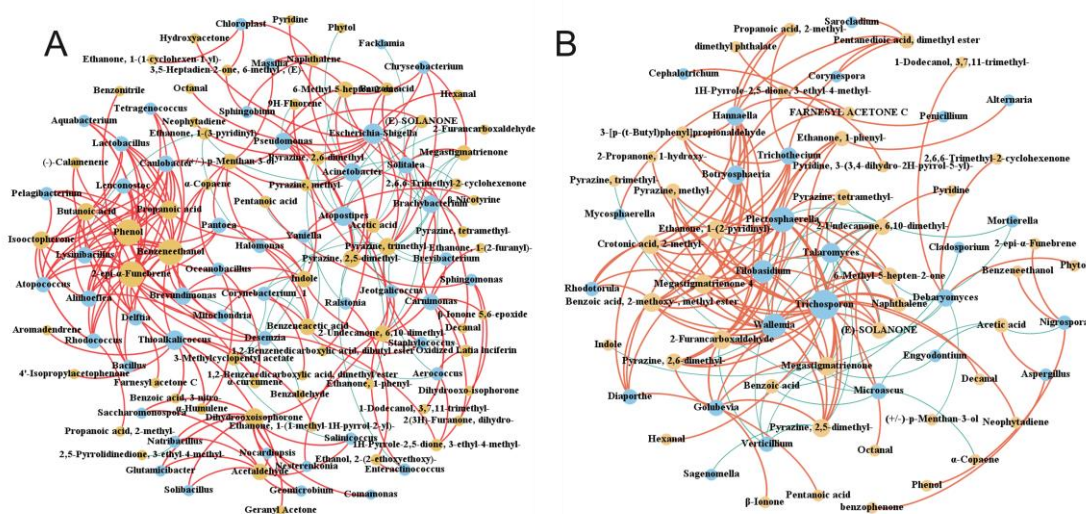 A
Pyridine
Chloroplast
Phytol
Hydroxyacetone
Facklamia
Ethanone, 1-(1-cyclohexen-1-yl)-
Massilia
Naphthalene
Chryseobacterium
3,5-Heptadien-2-one, 6-methyl-, (E)-
Benzonitrile
Octanal
6-Methyl-5-hepten-2-one
Hexanal
Tetragenococcus
Sphingobium
9H-Fluorene
Aquabacterium
Neophytadiene
(E)-SOLANONE
2-Furancarboxaldehyde
Lactobacillus
Ethanone, 1-(3-pyridinyl)-
Pseudomonas
Escherichia-Shigella
Megastigmatrienone
(-)-Calamenene
Caulobacter
(+/-)-p-Menthan-3-ol
Pyrazine, 2,6-dimethyl-
Solitalea
Leuconostoc
α-Copaene
Pyrazine, methyl-
Acinetobacter
2,6,6-Trimethyl-2-cyclohexenone
Pelagibacterium
Butanoic acid
Propanoic acid
Pentanoic acid
Brachybacterium
β-Nicotyrine
Phenol
Pantoea
Atopostipes
Acetic acid
Pyrazine, tetramethyl-
Isooctopherone
Yaniella
Pyrazine, trimethyl-
Ethanone, 1-(2-furanyl)-
Lysinibacillus
Benzeneethanol
Halomonas
Pyrazine, 2,5-dimethyl-
Brevibacterium
2-epi-α-Funebrene
Oceanobacillus
Indole
Jeotgalicoccus
Sphingomonas
Atopococcus
Alliihoeflea
Brevundimonas
Corynebacterium_1
Ralstonia
Carnimonas
Delftia
Mitochondria
β-Ionone 5,6-epoxide
Aromadendrene
Benzeneacetic acid
2-Undecanone, 6,10-dimethyl-
Decanal
Rhodococcus
Thioalkalicoccus
Desemzia
Staphylococcus
1,2-Benzenedicarboxylic acid, dibutyl ester
Oxidized Latia luciferin
4'-Isopropylacetophenone
Bacillus
3-Methylcyclopentyl acetate
1,2-Benzenedicarboxylic acid, dimethyl ester
Aerococcus
Farnesyl acetone C
α-curcumene
Ethanone, 1-phenyl-
Dihydrooxo-isophorone
Benzoic acid, 3-nitro-
Benzaldehyde
Saccharomonospora
α-Humulene
Dihydrooxoisophorone
1-Dodecanol, 3,7,11-trimethyl-
Propanoic acid, 2-methyl-
Ethanone, 1-(1-methyl-1H-pyrrol-2-yl)-
2(3H)-Furanone, dihydro-
Natribacillus
Salinicoccus
1H-Pyrrole-2,5-dione, 3-ethyl-4-methyl-
2,5-Pyrrolidinedione, 3-ethyl-4-methyl-
Nocardiopsis
Ethanol, 2-(2-ethoxyethoxy)-
Glutamicibacter
Acetaldehyde
Nesterenkonia
Enteractinococcus
Solibacillus
Geomicrobium
Comamonas
Geranyl Acetone
B
Propanoic acid, 2-methyl-
Sarocladium
dimethyl phthalate
Pentanedioic acid, dimethyl ester
Cephalotrichum
Corynespora
1-Dodecanol, 3,7,11-trimethyl-
1H-Pyrrole-2,5-dione, 3-ethyl-4-methyl-
Alternaria
Hannaella
FARNESYL ACETONE C
Penicillium
3-[p-(t-Butyl)phenyl]propionaldehyde
Ethanone, 1-phenyl-
2-Propanone, 1-hydroxy-
Trichothecium
Pyridine, 3-(3,4-dihydro-2H-pyrrol-5-yl)-
2,6,6-Trimethyl-2-cyclohexenone
Pyrazine, trimethyl-
Botryosphaeria
Pyridine
Pyrazine, methyl-
Pyrazine, tetramethyl-
Mycosphaerella
Plectosphaerella
2-Undecanone, 6,10-dimethyl-
Mortierella
Ethanone, 1-(2-pyridinyl)-
Crotonic acid, 2-methyl-
Talaromyces
Cladosporium
2-epi-α-Funebrene
Filobasidium
6-Methyl-5-hepten-2-one
Benzeneethanol
Phytol
Rhodotorula
Megastigmatrienone 4
Benzoic acid, 2-methoxy-, methyl ester
Trichosporon
Naphthalene
Debaryomyces
Wallemia
(E)-SOLANONE
Acetic acid
Nigrospora
Indole
2-Furancarboxaldehyde
Engyodontium
Pyrazine, 2,6-dimethyl-
Megastigmatrienone
Decanal
Aspergillus
Diaporthe
Benzoic acid
Microascus
Golubevia
(+/-)-p-Menthan-3-ol
Neophytadiene
Pyrazine, 2,5-dimethyl-
Hexanal
Verticillium
Octanal
α-Copaene
Sagenomella
Phenol
β-Ionone
Pentanoic acid
benzophenone